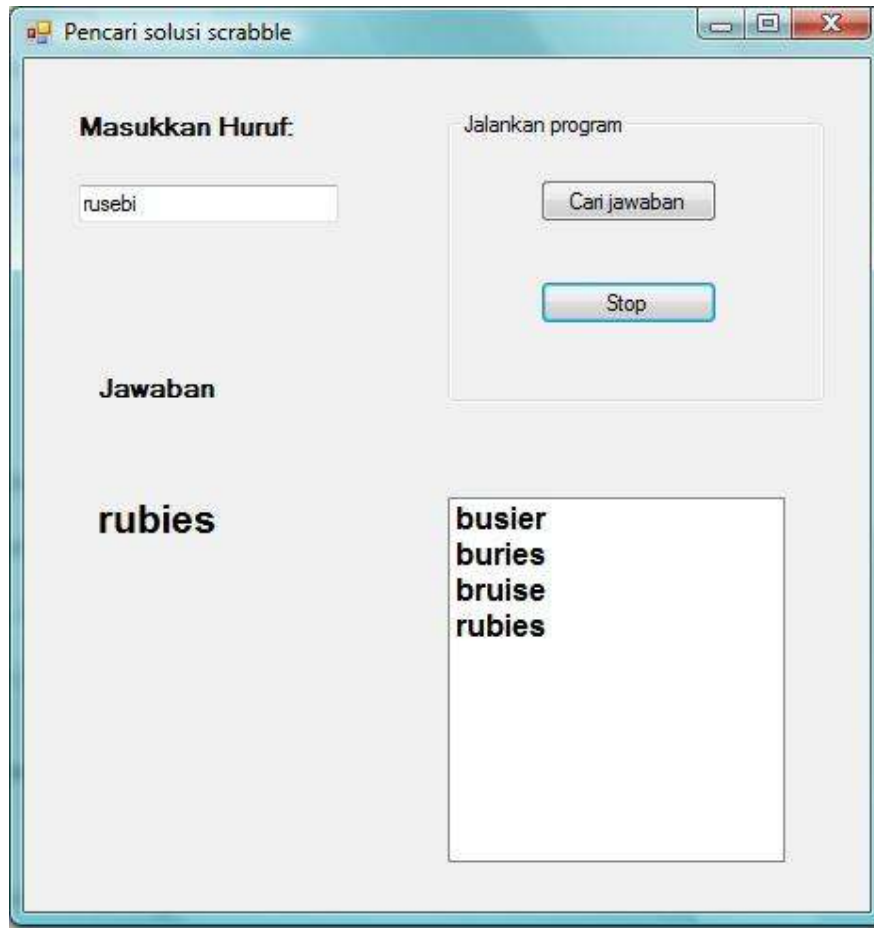 Pencari solusi scrabble
Masukkan Huruf:
rusebi
Jalankan program
Cari jawaban
Stop
Jawaban
rubies
busier
buries
bruise
rubies